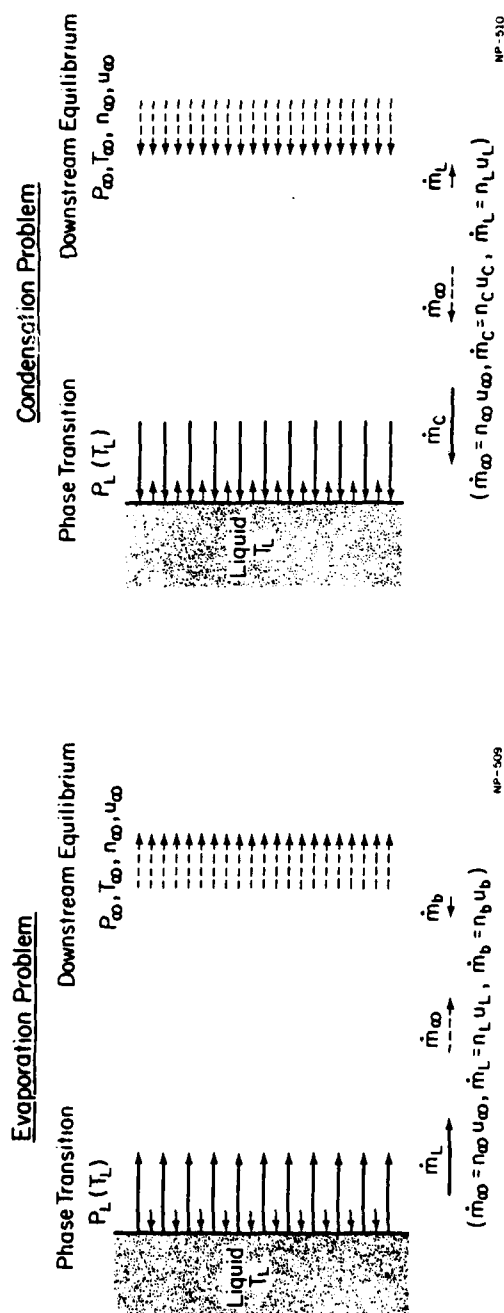 Evaporation Problem
Phase Transition Downstream Equilibrium
P_L (T_L) P_∞, T_∞, n_∞, u_∞
Liquid
T_L
ṁ_L ṁ_∞ ṁ_b
(ṁ_∞ = n_∞ u_∞, ṁ_L = n_L u_L, ṁ_b = n_b u_b)
NP-509
Condensation Problem
Phase Transition Downstream Equilibrium
P_L (T_L) P_∞, T_∞, n_∞, u_∞
Liquid
T_L
ṁ_C ṁ_∞ ṁ_L
(ṁ_∞ = n_∞ u_∞, ṁ_C = n_C u_C, ṁ_L = n_L u_L)
NP-510